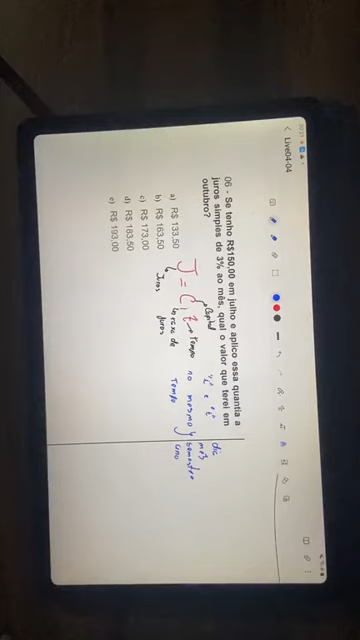 Live04-04
06 - Se tenho R$150,00 em julho e aplico essa quantia a
juros simples de 3% ao mês, qual o valor que terei em
outubro?
a) R$ 133,50
b) R$ 163,50
c) R$ 173,00
d) R$ 183,50
e) R$ 193,00
J = C.i.t
Capital
Tempo
taxa de
Juros
Juros
"i" e "t"
no mesmo
Tempo
dia
mês
semestre
ano